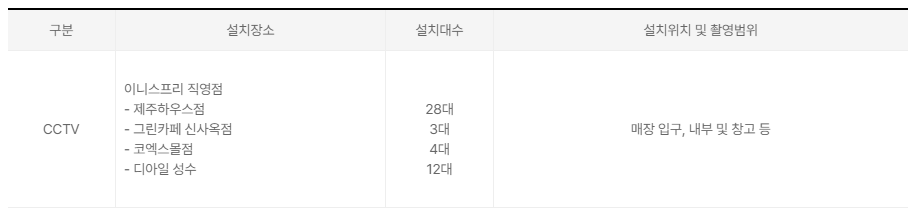 구분 설치장소 설치대수 설치위치 및 촬영범위
이니스프리 직영점
- 제주하우스점 28대
CCTV - 그린카페 신사옥점 3대 매장 입구, 내부 및 창고 등
- 코엑스몰점 4대
- 디아일 성수 12대